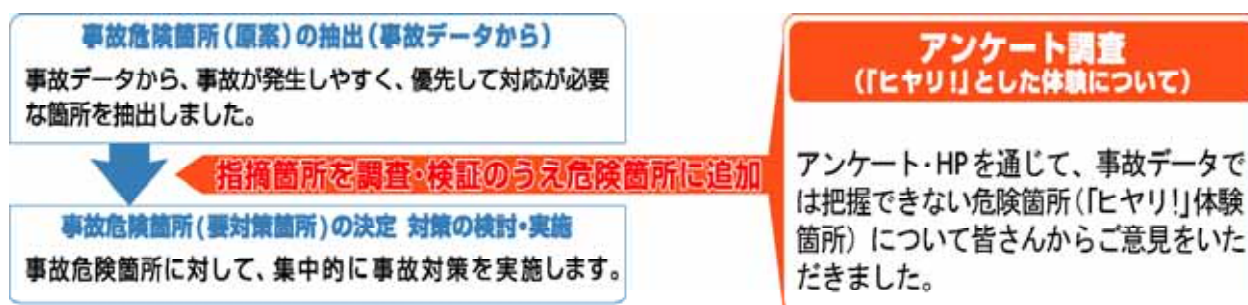 事故危険箇所(原案)の抽出(事故データから)
事故データから、事故が発生しやすく、優先して対応が必要
な箇所を抽出しました。
指摘箇所を調査・検証のうえ危険箇所に追加
事故危険箇所(要対策箇所)の決定 対策の検討・実施
事故危険箇所に対して、集中的に事故対策を実施します。
アンケート調査
(「ヒヤリ!」とした体験について)
アンケート・HPを通じて、事故データで
は把握できない危険箇所(「ヒヤリ!」体験
箇所)について皆さんからご意見をいた
だきました。